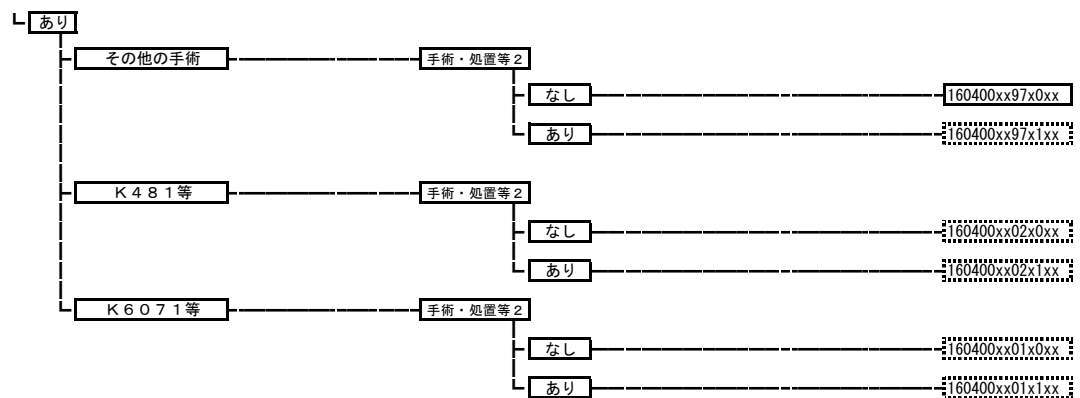 あり
その他の手術 手術・処置等2
なし 160400xx97x0xx
あり 160400xx97x1xx
K481等 手術・処置等2
なし 160400xx02x0xx
あり 160400xx02x1xx
K6071等 手術・処置等2
なし 160400xx01x0xx
あり 160400xx01x1xx